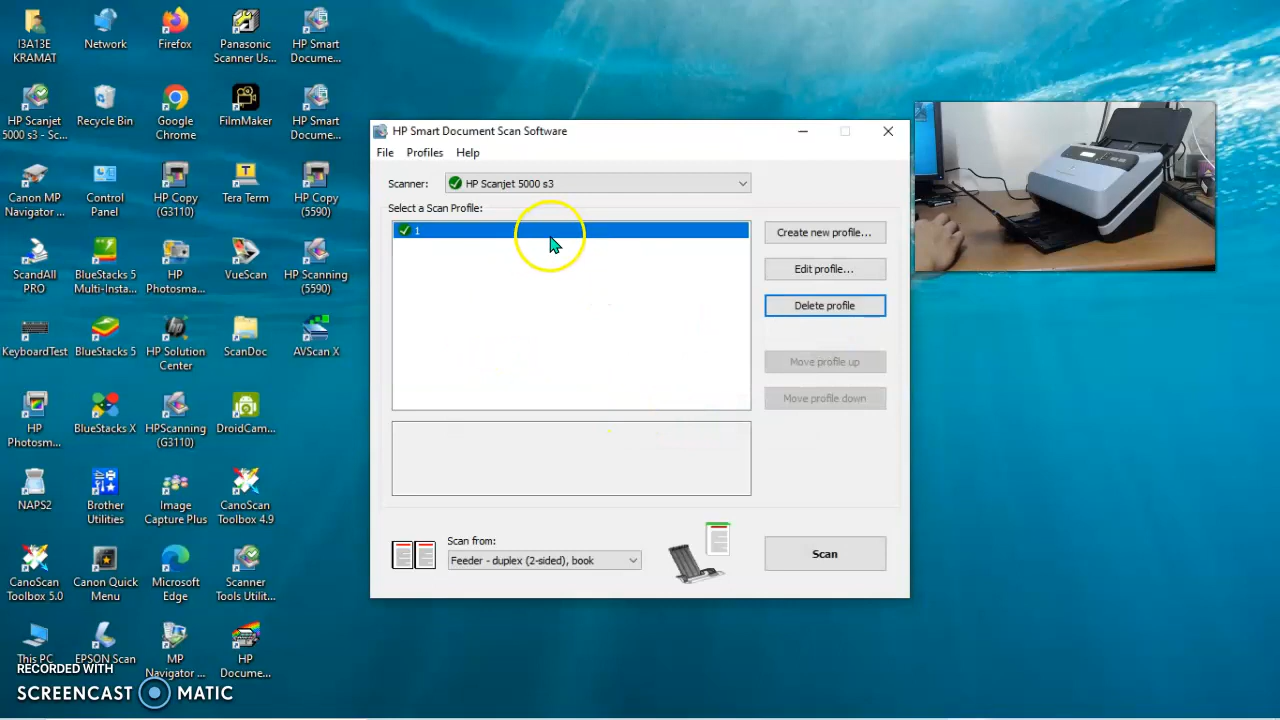 I3A13E
KRAMAT
Network
Firefox
Panasonic
Scanner Us...
HP Smart
Docume...
HP Scanjet
5000 s3 - Sc...
Recycle Bin
Google
Chrome
FilmMaker
HP Smart
Docume...
Canon MP
Navigator ...
Control
Panel
HP Copy
(G3110)
Tera Term
HP Copy
(5590)
ScandAll
PRO
BlueStacks 5
Multi-Insta...
HP
Photosma...
VueScan
HP Scanning
(5590)
KeyboardTest
BlueStacks 5
HP Solution
Center
ScanDoc
AVScan X
HP
Photosm...
BlueStacks X
HPScanning
(G3110)
DroidCam...
NAPS2
Brother
Utilities
Image
Capture Plus
CanoScan
Toolbox 4.9
CanoScan
Toolbox 5.0
Canon Quick
Menu
Microsoft
Edge
Scanner
Tools Utilit...
This PC
EPSON Scan
MP
Navigator ...
HP
Docume...
RECORDED WITH
SCREENCAST MATIC
HP Smart Document Scan Software
File Profiles Help
Scanner: HP Scanjet 5000 s3
Select a Scan Profile:
1
Create new profile...
Edit profile...
Delete profile
Move profile up
Move profile down
Scan from:
Feeder - duplex (2-sided), book
Scan